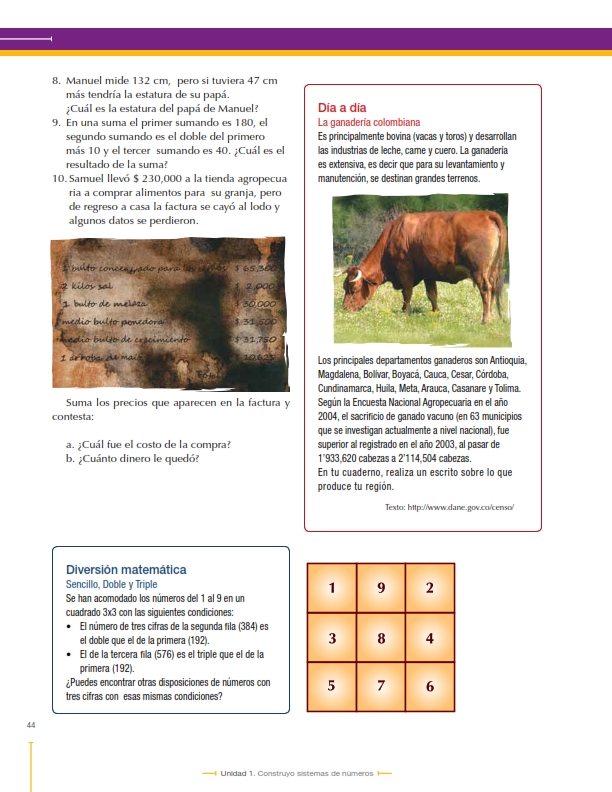 8. Manuel mide 132 cm, pero si tuviera 47 cm
más tendría la estatura de su papá.
¿Cuál es la estatura del papá de Manuel?
9. En una suma el primer sumando es 180, el
segundo sumando es el doble del primero
más 10 y el tercer sumando es 40. ¿Cuál es el
resultado de la suma?
10. Samuel llevó $ 230,000 a la tienda agropecua
ria a comprar alimentos para su granja, pero
de regreso a casa la factura se cayó al lodo y
algunos datos se perdieron.
1 bulto concentrado para los cerdos $ 65,300
2 kilos sal $ 2,000
1 bulto de melaza $ 30,000
medio bulto ponedora $ 31,500
medio bulto de crecimiento $ 31,750
1 arroba de maíz $ 10,625
Suma los precios que aparecen en la factura y
contesta:
a. ¿Cuál fue el costo de la compra?
b. ¿Cuánto dinero le quedó?
Día a día
La ganadería colombiana
Es principalmente bovina (vacas y toros) y desarrollan
las industrias de leche, carne y cuero. La ganadería
es extensiva, es decir que para su levantamiento y
manutención, se destinan grandes terrenos.
Los principales departamentos ganaderos son Antioquia,
Magdalena, Bolívar, Boyacá, Cauca, Cesar, Córdoba,
Cundinamarca, Huila, Meta, Arauca, Casanare y Tolima.
Según la Encuesta Nacional Agropecuaria en el año
2004, el sacrificio de ganado vacuno (en 63 municipios
que se investigan actualmente a nivel nacional), fue
superior al registrado en el año 2003, al pasar de
1'933,620 cabezas a 2'114,504 cabezas.
En tu cuaderno, realiza un escrito sobre lo que
produce tu región.
Texto: http://www.dane.gov.co/censo/
Diversión matemática
Sencillo, Doble y Triple
Se han acomodado los números del 1 al 9 en un
cuadrado 3x3 con las siguientes condiciones:
• El número de tres cifras de la segunda fila (384) es
el doble que el de la primera (192).
• El de la tercera fila (576) es el triple que el de la
primera (192).
¿Puedes encontrar otras disposiciones de números con
tres cifras con esas mismas condiciones?
1 9 2
3 8 4
5 7 6
44
Unidad 1. Construyo sistemas de números